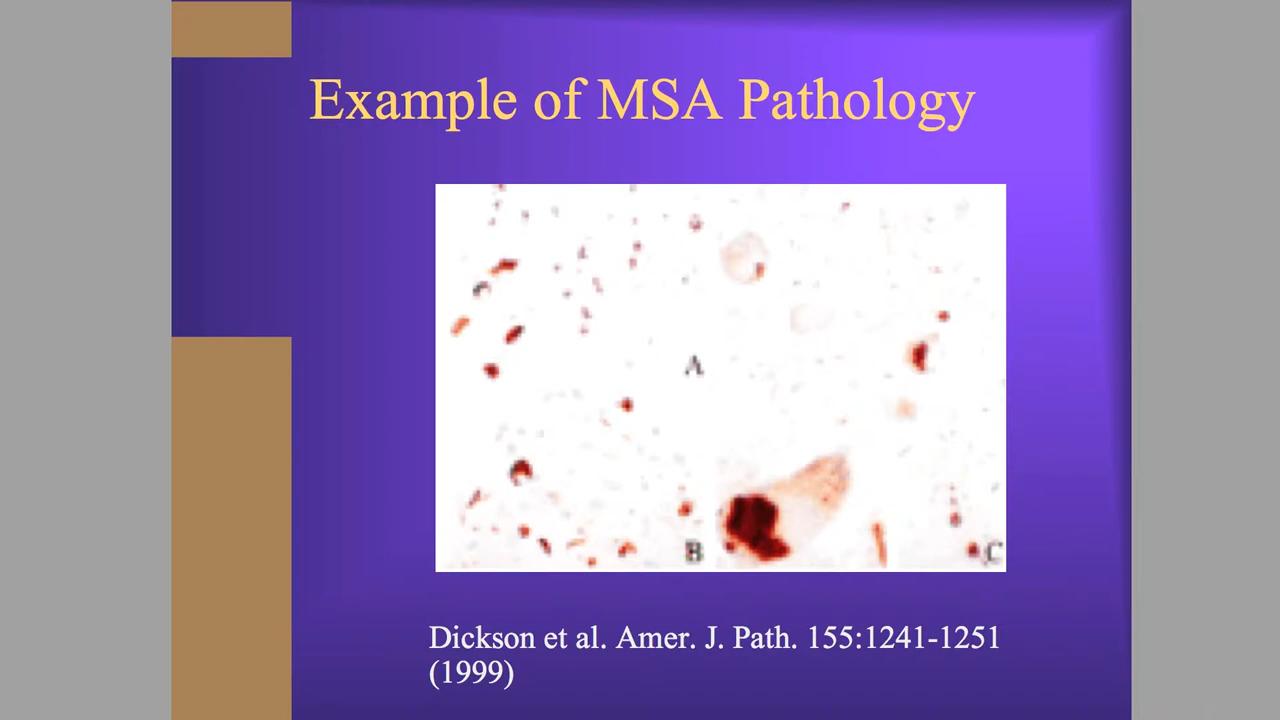 Example of MSA Pathology
A
B
C
Dickson et al. Amer. J. Path. 155:1241-1251
(1999)